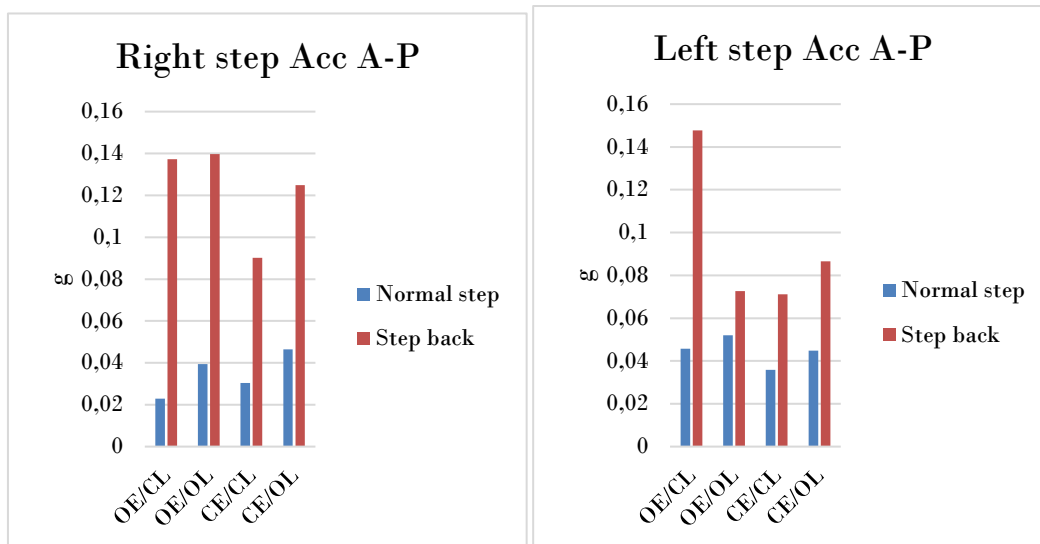 Right step Acc A-P
0,16
0,14
0,12
0,1
0,08
0,06
0,04
0,02
0
g
OE/CL
OE/OL
CE/CL
CE/OL
Normal step
Step back
Left step Acc A-P
0,16
0,14
0,12
0,1
0,08
0,06
0,04
0,02
0
g
OE/CL
OE/OL
CE/CL
CE/OL
Normal step
Step back